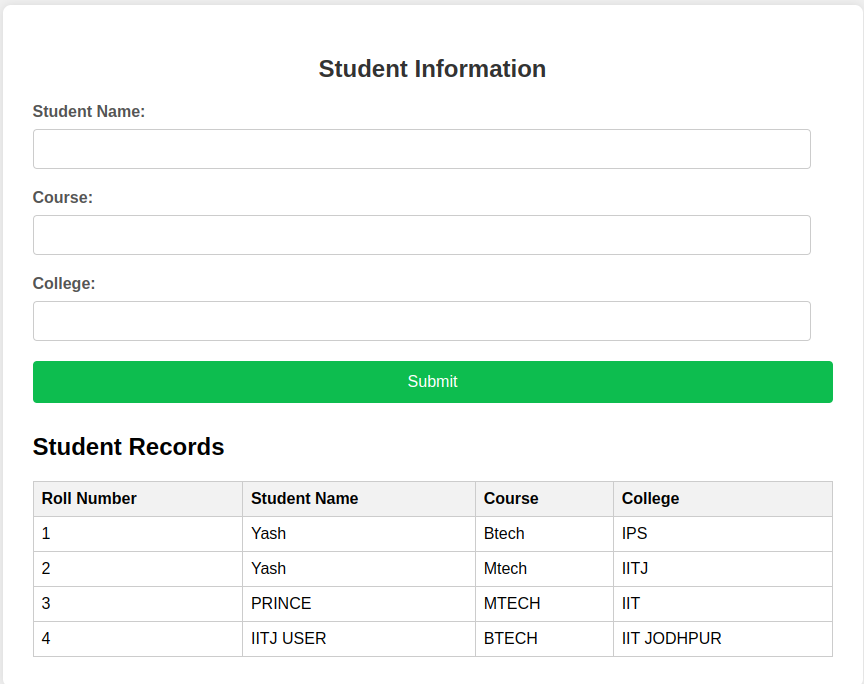 Student Information
Student Name:
Course:
College:
Submit
Student Records
Roll Number Student Name Course College
1 Yash Btech IPS
2 Yash Mtech IITJ
3 PRINCE MTECH IIT
4 IITJ USER BTECH IIT JODHPUR